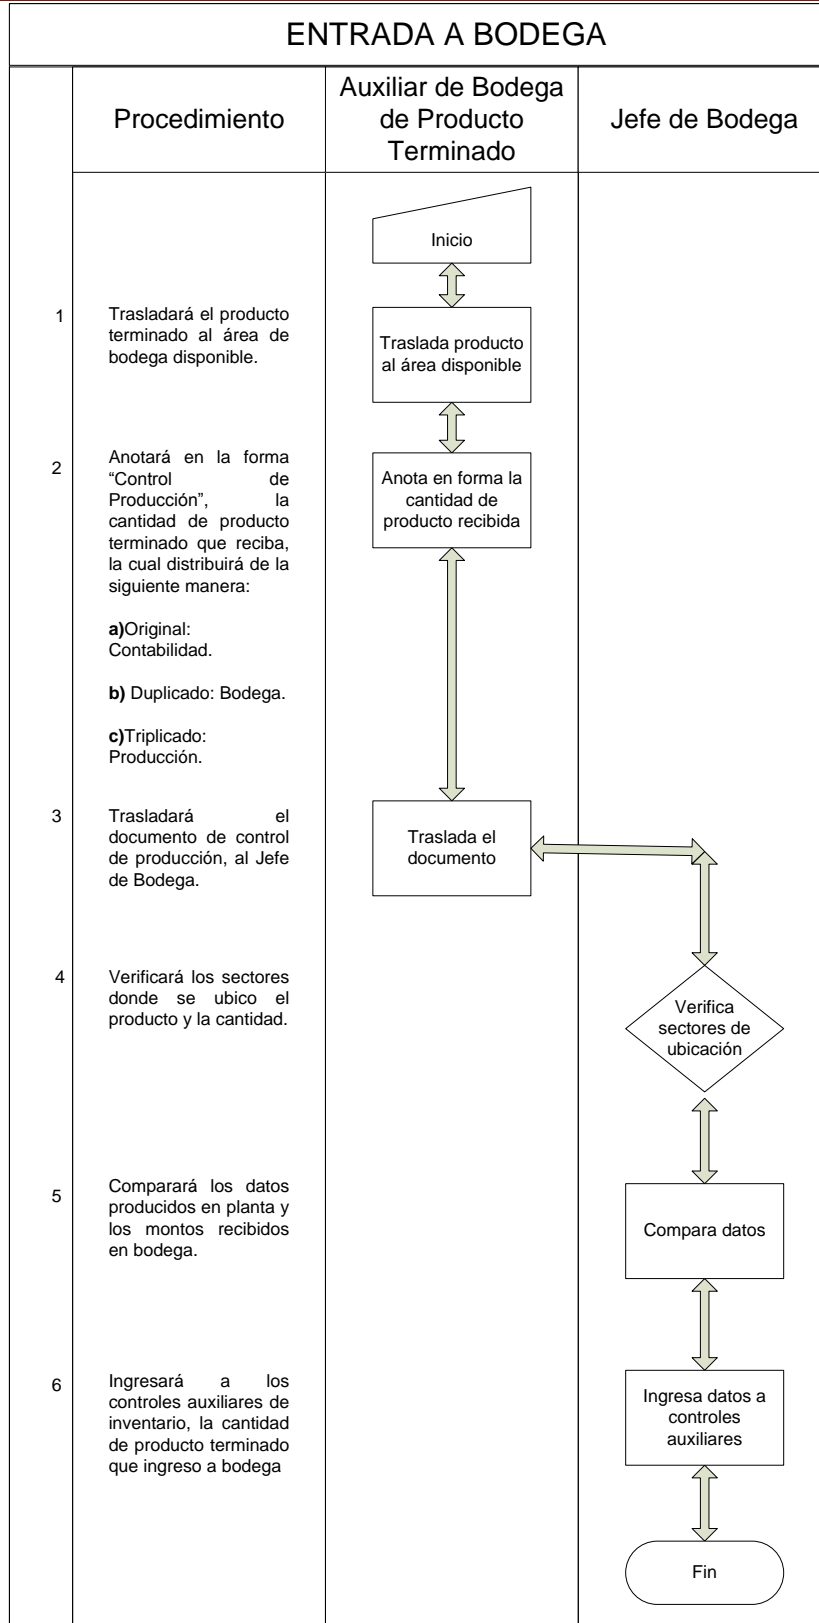 ENTRADA A BODEGA
Procedimiento
Auxiliar de Bodega
de Producto
Terminado
Jefe de Bodega
Inicio
1
Trasladará el producto
terminado al área de
bodega disponible.
Traslada producto
al área disponible
2
Anotará en la forma
“Control de
Producción”, la
cantidad de producto
terminado que reciba,
la cual distribuirá de la
siguiente manera:
a)Original:
Contabilidad.
b) Duplicado: Bodega.
c)Triplicado:
Producción.
Anota en forma la
cantidad de
producto recibida
3
Trasladará el
documento de control
de producción, al Jefe
de Bodega.
Traslada el
documento
4
Verificará los sectores
donde se ubico el
producto y la cantidad.
Verifica
sectores de
ubicación
5
Comparará los datos
producidos en planta y
los montos recibidos
en bodega.
Compara datos
6
Ingresará a los
controles auxiliares de
inventario, la cantidad
de producto terminado
que ingreso a bodega
Ingresa datos a
controles
auxiliares
Fin